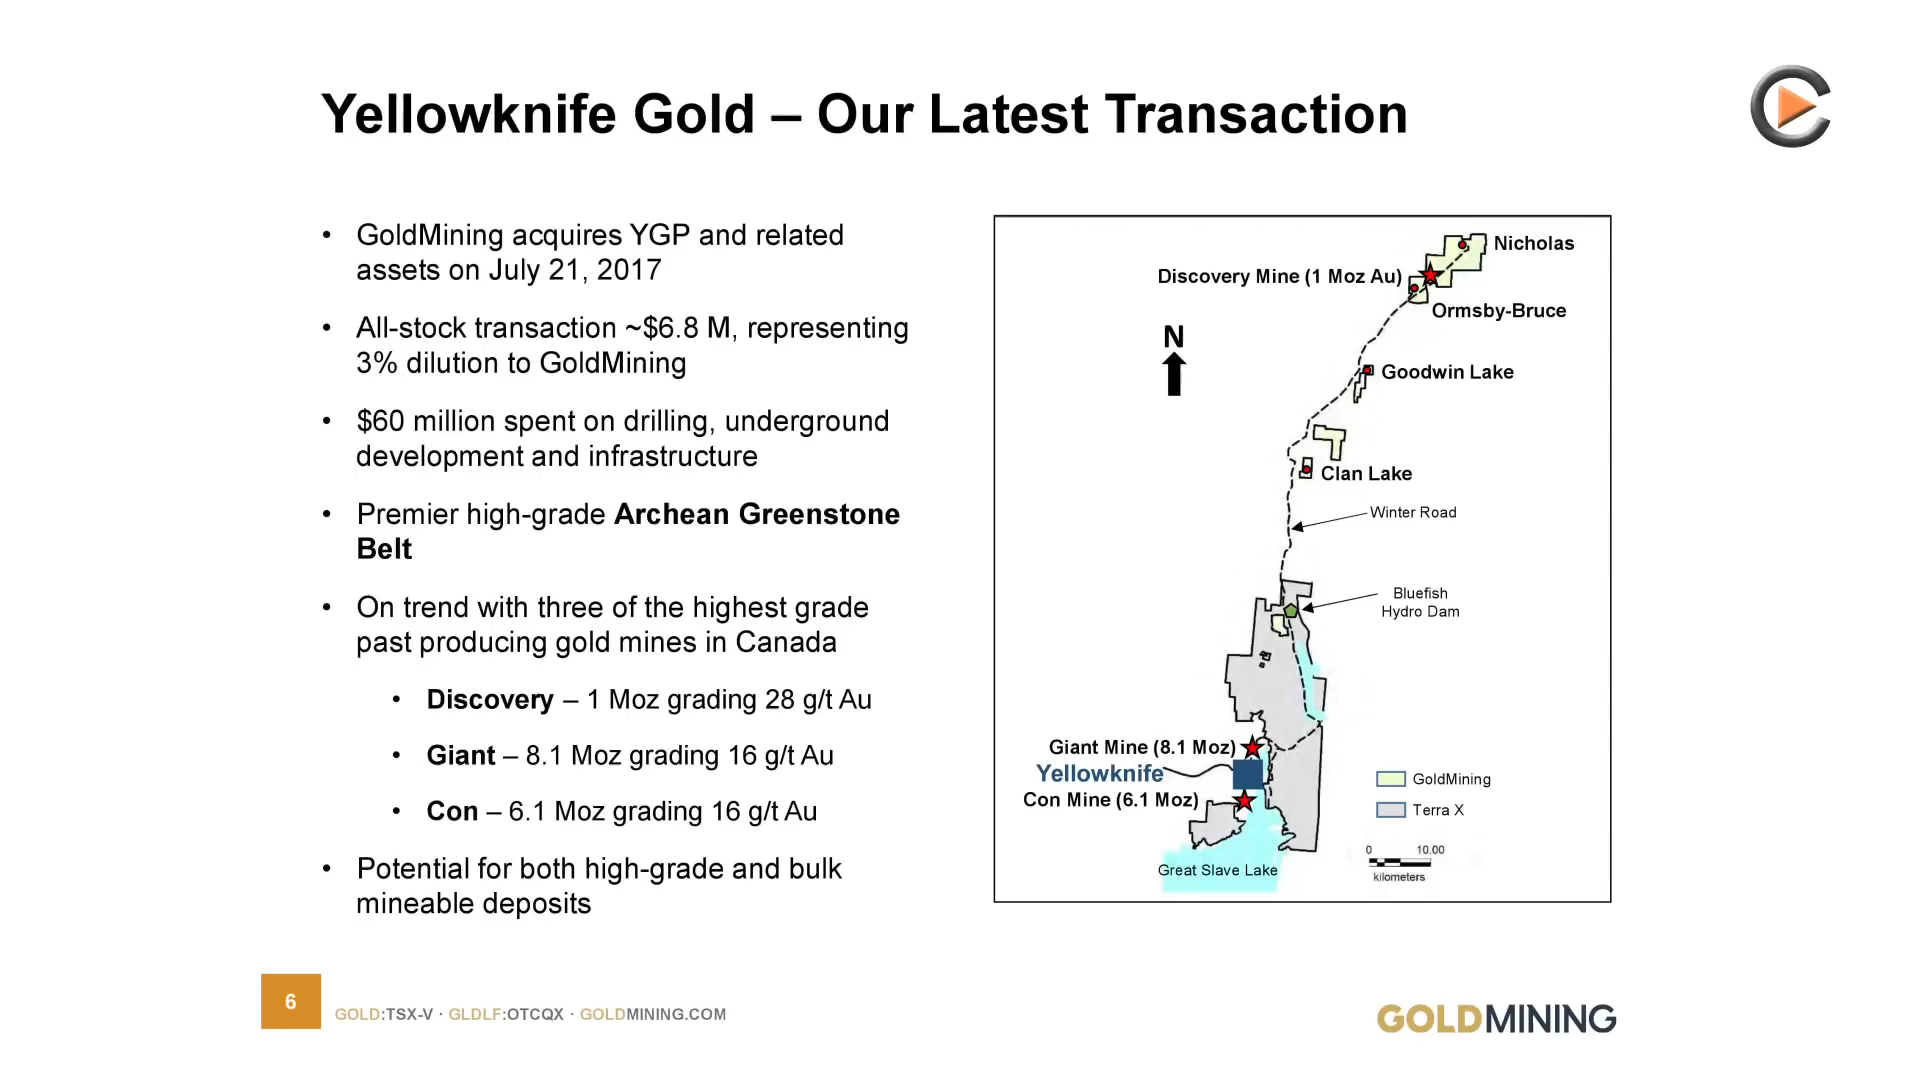 Yellowknife Gold – Our Latest Transaction
• GoldMining acquires YGP and related
assets on July 21, 2017
• All-stock transaction ~$6.8 M, representing
3% dilution to GoldMining
• $60 million spent on drilling, underground
development and infrastructure
• Premier high-grade Archean Greenstone
Belt
• On trend with three of the highest grade
past producing gold mines in Canada
• Discovery – 1 Moz grading 28 g/t Au
• Giant – 8.1 Moz grading 16 g/t Au
• Con – 6.1 Moz grading 16 g/t Au
• Potential for both high-grade and bulk
mineable deposits
Nicholas
Discovery Mine (1 Moz Au)
Ormsby-Bruce
N
Goodwin Lake
Clan Lake
Winter Road
Bluefish
Hydro Dam
Giant Mine (8.1 Moz)
Yellowknife
Con Mine (6.1 Moz)
GoldMining
Terra X
0 10.00
kilometers
Great Slave Lake
6
GOLD:TSX-V · GLDLF:OTCQX · GOLDMINING.COM
GOLDMINING